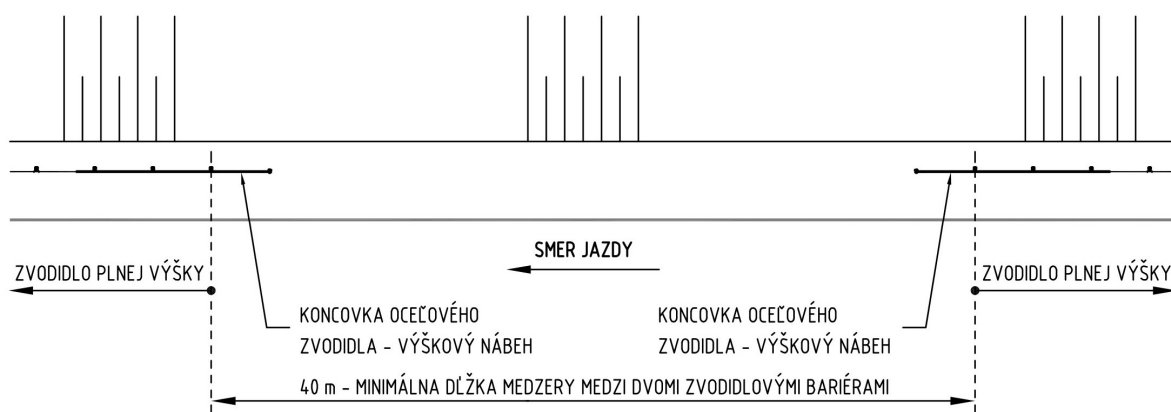 SMER JAZDY
ZVODIDLO PLNEJ VÝŠKY
ZVODIDLO PLNEJ VÝŠKY
KONCOVKA OCEĽOVÉHO
ZVODIDLA - VÝŠKOVÝ NÁBEH
KONCOVKA OCEĽOVÉHO
ZVODIDLA - VÝŠKOVÝ NÁBEH
40 m - MINIMÁLNA DĹŽKA MEDZERY MEDZI DVOMI ZVODIDLOVÝMI BARIÉRAMI